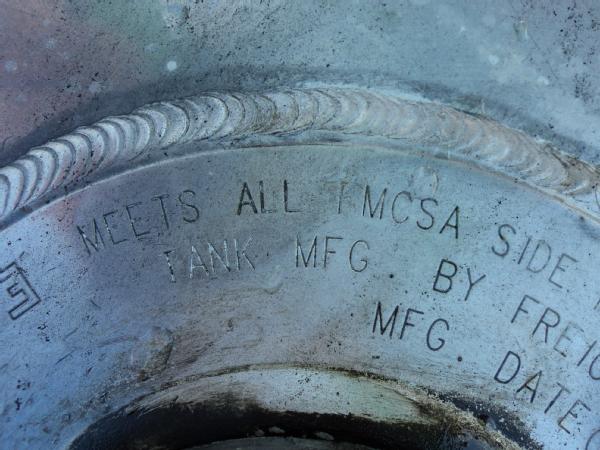 MEETS ALL FMCSA SIDE
TANK MFG. BY FREIG
MFG. DATE